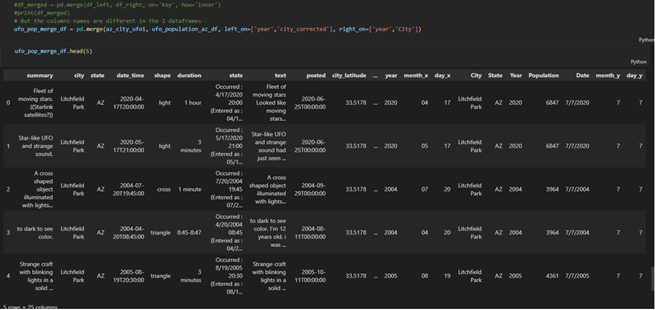 #df_merged = pd.merge(df_left, df_right, on='Key', how='inner')
#print(df_merged)
# But the columns names are different in the 2 dataframes
ufo_pop_merge_df = pd.merge(az_city_ufo1, ufo_population_az_df, left_on=['year','city_corrected'], right_on=['year','City'])
Python
ufo_pop_merge_df.head(5)
Python
summary city state date_time shape duration stats text posted city_latitude ... year month_x day_x City State Year Population Date month_y day_y
0 Fleet of moving stars. ((Starlink satellites?)) Litchfield Park AZ 2020-04-17T20:00:00 light 1 hour Occurred : 4/17/2020 20:00 (Entered as : 04/1... Fleet of moving stars Looked like moving stars... 2020-06-25T00:00:00 33.5178 ... 2020 04 17 Litchfield Park AZ 2020 6847 7/7/2020 7 7
1 Star-like UFO and strange sound. Litchfield Park AZ 2020-05-17T21:00:00 light 3 minutes Occurred : 5/17/2020 21:00 (Entered as : 05/1... Star-like UFO and strange sound had just seen ... 2020-06-25T00:00:00 33.5178 ... 2020 05 17 Litchfield Park AZ 2020 6847 7/7/2020 7 7
2 A cross shaped object illuminated with lights... Litchfield Park AZ 2004-07-20T19:45:00 cross 1 minute Occurred : 7/20/2004 19:45 (Entered as : 07/2... A cross shaped object illuminated with lights... 2004-09-29T00:00:00 33.5178 ... 2004 07 20 Litchfield Park AZ 2004 3964 7/7/2004 7 7
3 to dark to see color. Litchfield Park AZ 2004-04-20T08:45:00 triangle 8:45-8:47 Occurred : 4/20/2004 08:45 (Entered as : 04/2... to dark to see color. I'm 12 years old, i was ... 2004-08-11T00:00:00 33.5178 ... 2004 04 20 Litchfield Park AZ 2004 3964 7/7/2004 7 7
4 Strange craft with blinking lights in a solid ... Litchfield Park AZ 2005-08-19T20:30:00 triangle 3 minutes Occurred : 8/19/2005 20:30 (Entered as : 08/1... Strange craft with blinking lights in a solid ... 2005-10-11T00:00:00 33.5178 ... 2005 08 19 Litchfield Park AZ 2005 4361 7/7/2005 7 7
5 rows × 25 columns